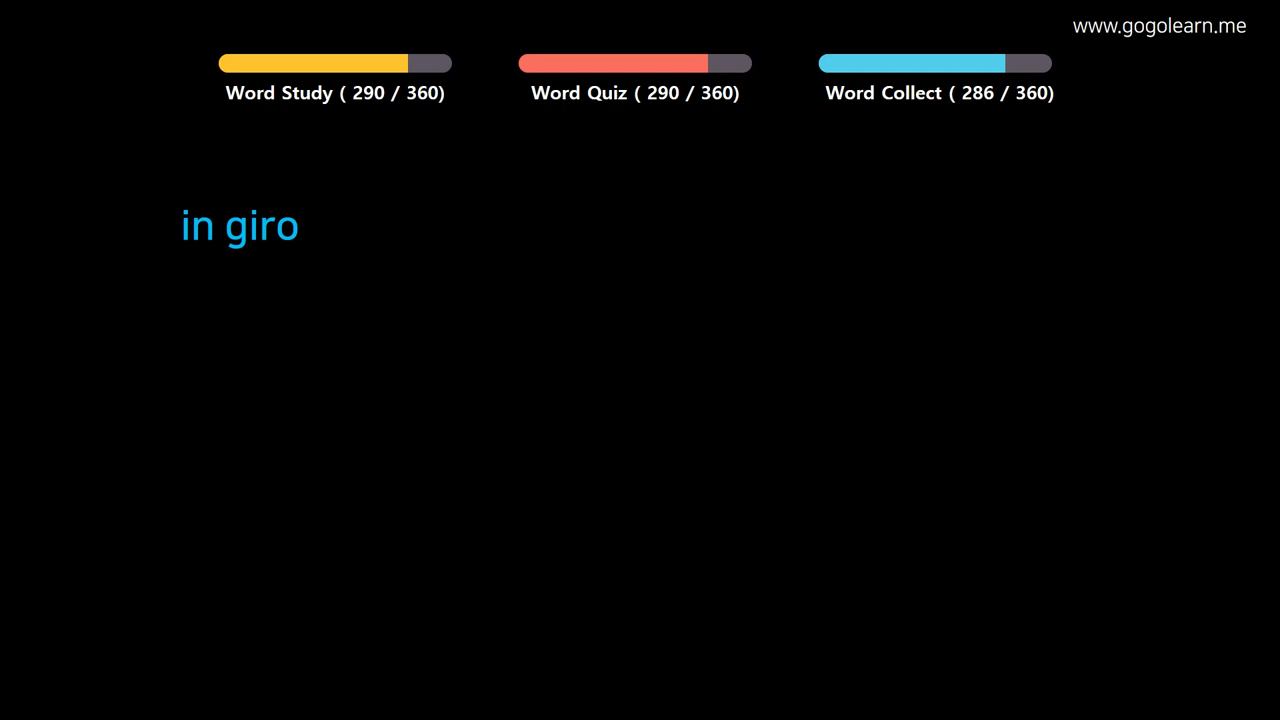 www.gogolearn.me
Word Study ( 290 / 360)
Word Quiz ( 290 / 360)
Word Collect ( 286 / 360)
in giro